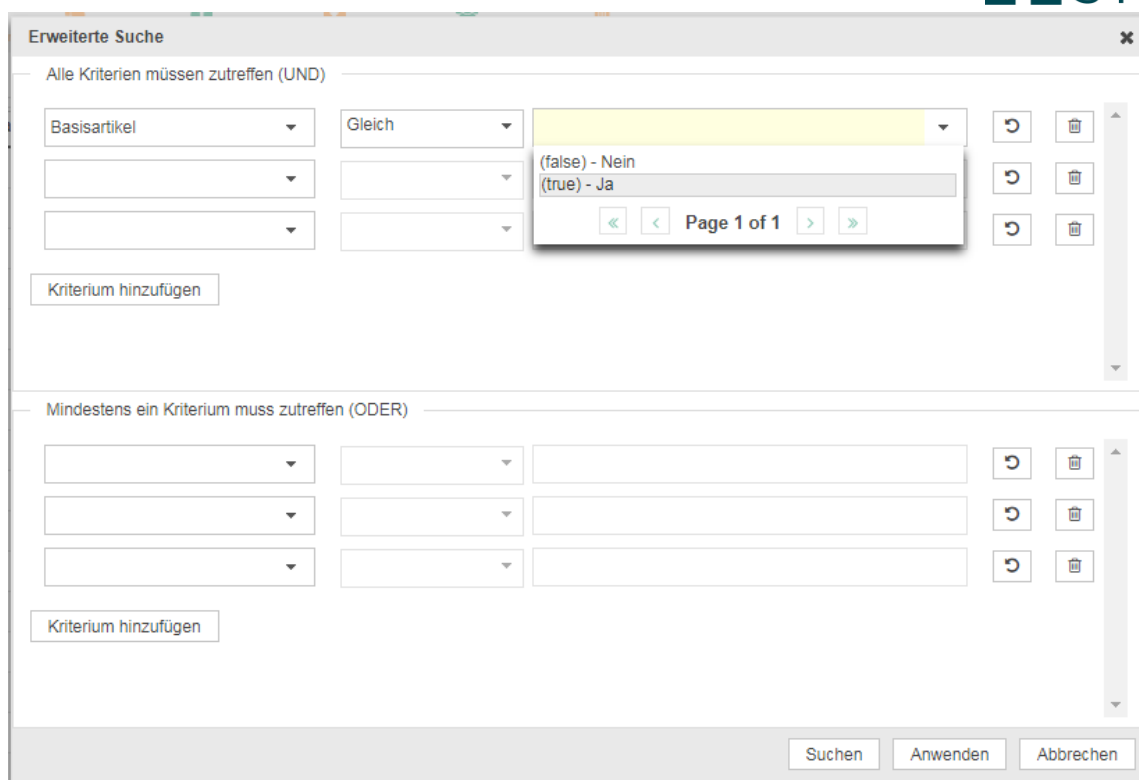 Erweiterte Suche
Alle Kriterien müssen zutreffen (UND)
Basisartikel Gleich
(false) - Nein
(true) - Ja
Page 1 of 1
Kriterium hinzufügen
Mindestens ein Kriterium muss zutreffen (ODER)
Kriterium hinzufügen
Suchen Anwenden Abbrechen